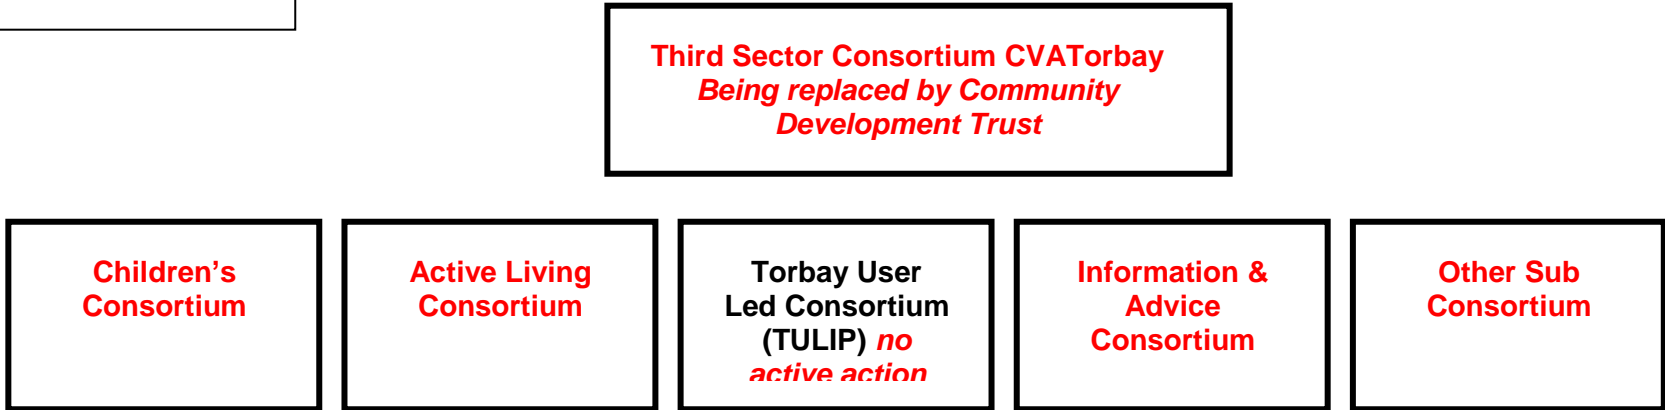 Third Sector Consortium CVATorbay
Being replaced by Community
Development Trust
Children’s
Consortium
Active Living
Consortium
Torbay User
Led Consortium
(TULIP) no
active action
Information &
Advice
Consortium
Other Sub
Consortium